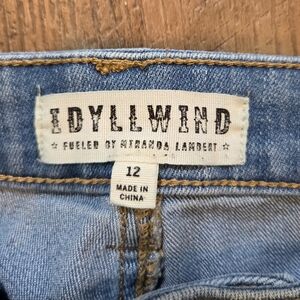 IDYLLWIND
★ FUELED BY MIRANDA LAMBERT ★
12
MADE IN
CHINA